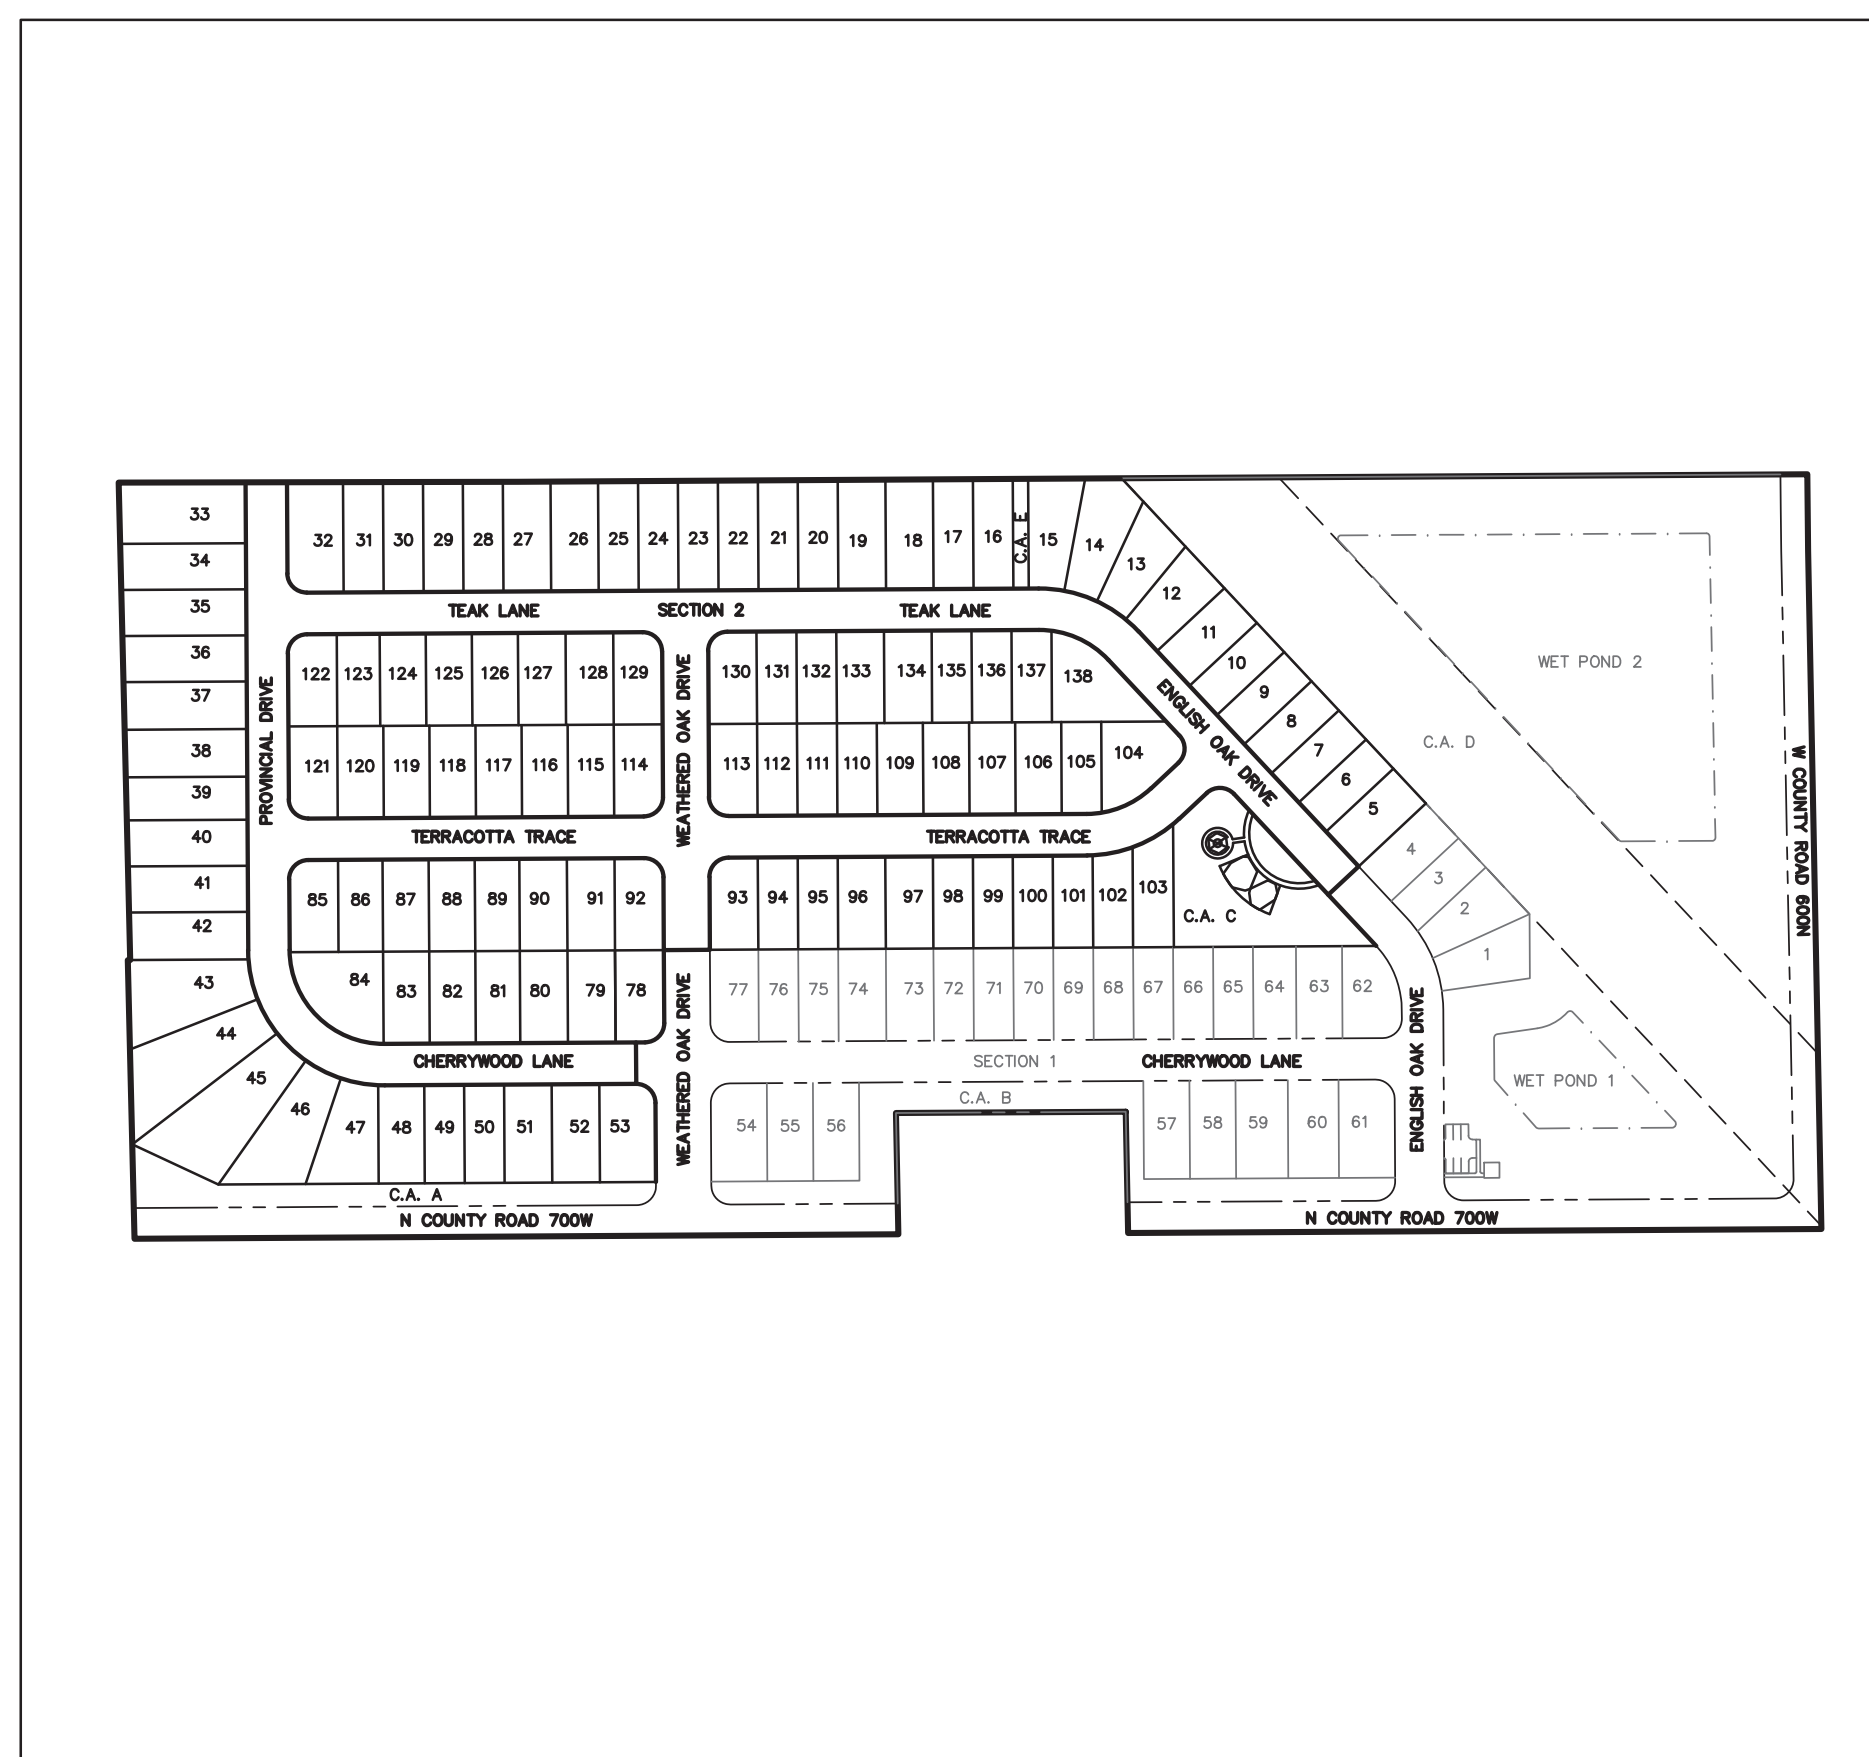 33
34
35
36
37
38
39
40
41
42
43
44
45
46
PROVINCIAL DRIVE
32 31 30 29 28 27 26 25 24 23 22 21 20 19 18 17 16 C.A. E 15 14 13 12 11 10 9 8 7 6 5 4 3 2 1
TEAK LANE
SECTION 2
TEAK LANE
122 123 124 125 126 127 128 129
WEATHERED OAK DRIVE
130 131 132 133 134 135 136 137 138
ENGLISH OAK DRIVE
121 120 119 118 117 116 115 114
113 112 111 110 109 108 107 106 105 104
TERRACOTTA TRACE
TERRACOTTA TRACE
85 86 87 88 89 90 91 92
93 94 95 96 97 98 99 100 101 102 103
C.A. C
84 83 82 81 80 79 78
77 76 75 74 73 72 71 70 69 68 67 66 65 64 63 62
CHERRYWOOD LANE
WEATHERED OAK DRIVE
SECTION 1
CHERRYWOOD LANE
ENGLISH OAK DRIVE
C.A. B
47 48 49 50 51 52 53
54 55 56
57 58 59 60 61
C.A. A
N COUNTY ROAD 700W
N COUNTY ROAD 700W
WET POND 2
C.A. D
WET POND 1
W COUNTY ROAD 600N